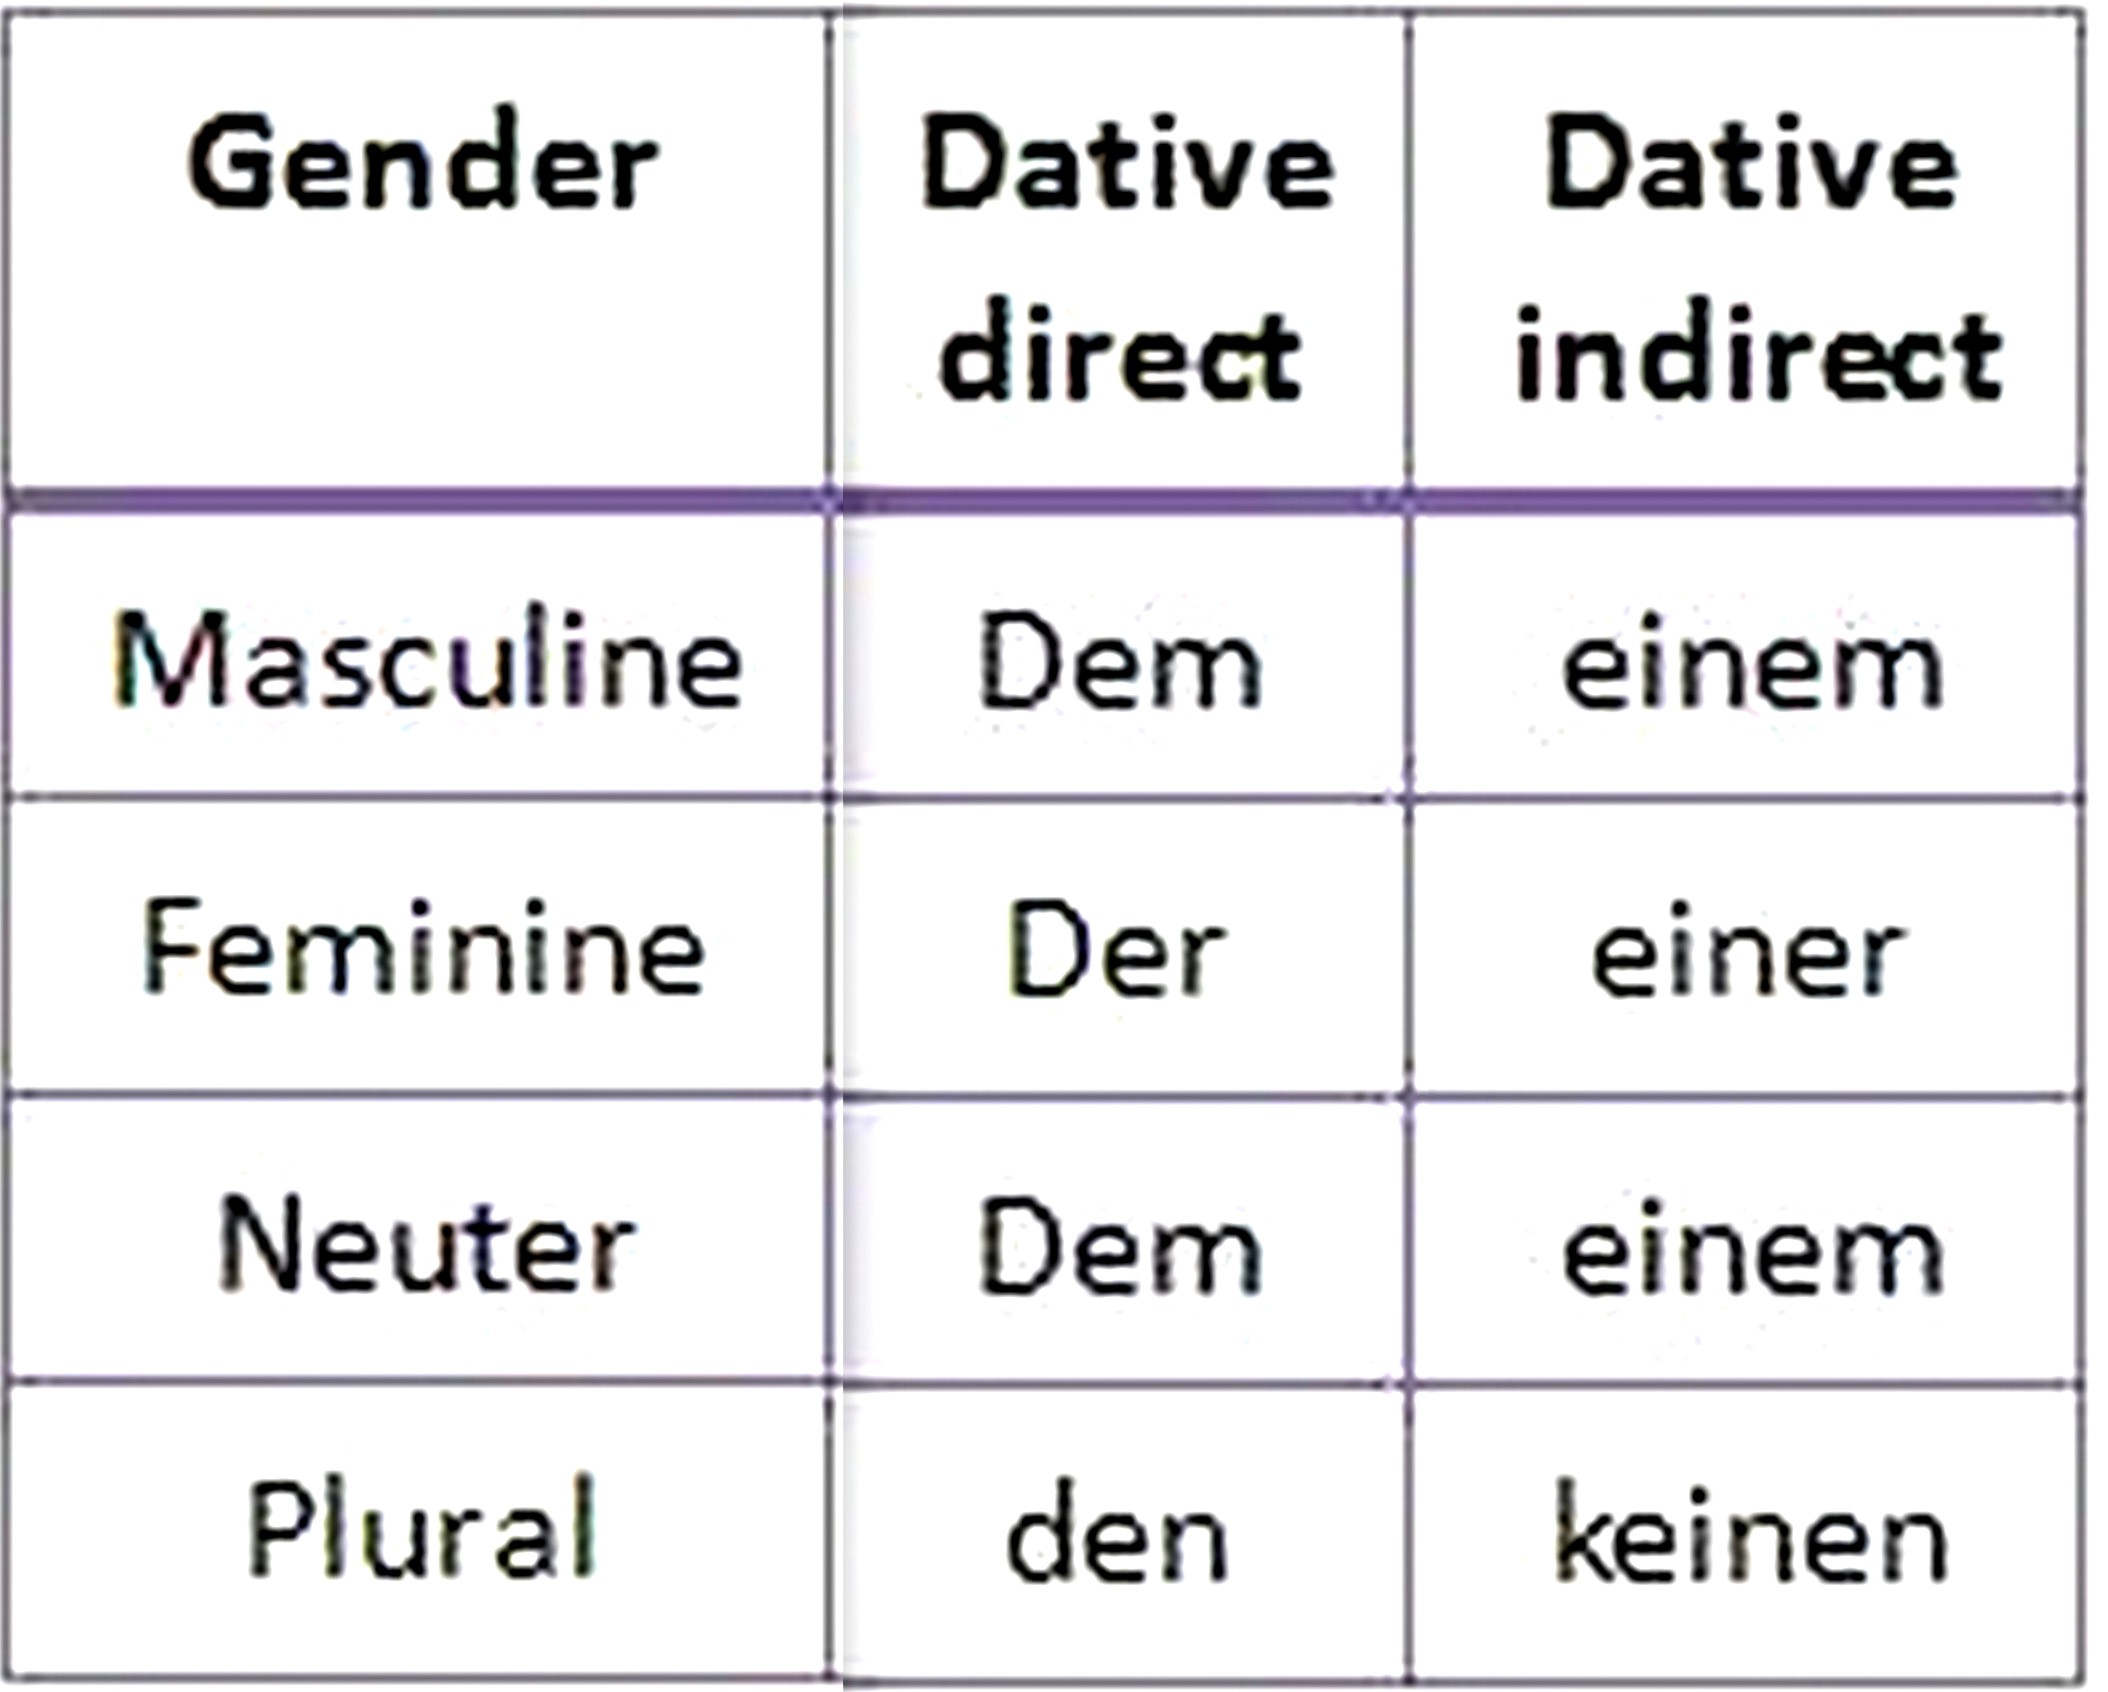 Gender Dative Dative
direct indirect
Masculine Dem einem
Feminine Der einer
Neuter Dem einem
Plural den keinen